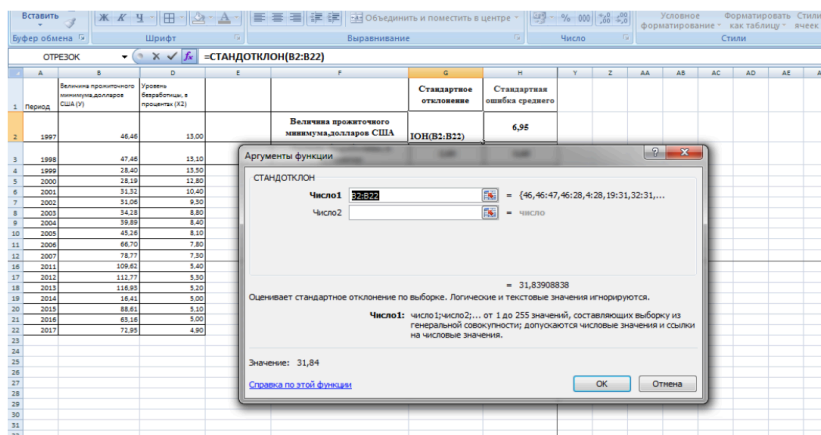 Вставить
Ж К Ч А
Объединить и поместить в центре
% 000
Условное форматирование
Форматировать как таблицу
Стили ячеек
Буфер обмена
Шрифт
Выравнивание
Число
Стили
ОТРЕЗОК
fx
=СТАНДОТКЛОН(B2:B22)
A B D E F G H Y Z AA AB AC AD AE
1 Период
Величина прожиточного минимума,долларов США (У)
Уровень безработицы, в процентах (X2)
Стандартное отклонение
Стандартная ошибка среднего
2 1997 46,46 13,00
Величина прожиточного минимума,долларов США
ІОН(B2:B22)
6,95
3 1998 47,46 15,10
4 1999 28,40 13,50
5 2000 28,19 12,80
6 2001 31,32 10,40
7 2002 31,06 9,30
8 2003 34,28 8,80
9 2004 39,89 8,40
10 2005 45,26 8,10
11 2006 66,70 7,80
12 2007 78,77 7,30
16 2011 109,62 5,40
17 2012 112,77 5,30
18 2013 116,95 5,20
19 2014 16,41 5,00
20 2015 88,61 5,10
21 2016 63,16 5,00
22 2017 72,95 4,90
23
24
25
26
27
28
29
30
31
Аргументы функции
СТАНДОТКЛОН
Число1 B2:B22 = {46,46:47,46:28,4:28,19:31,32:31,...
Число2 = число
= 31,83908838
Оценивает стандартное отклонение по выборке. Логические и текстовые значения игнорируются.
Число1: число1;число2;... от 1 до 255 значений, составляющих выборку из
генеральной совокупности; допускаются числовые значения и ссылки
на числовые значения.
Значение: 31,84
Справка по этой функции
ОК
Отмена